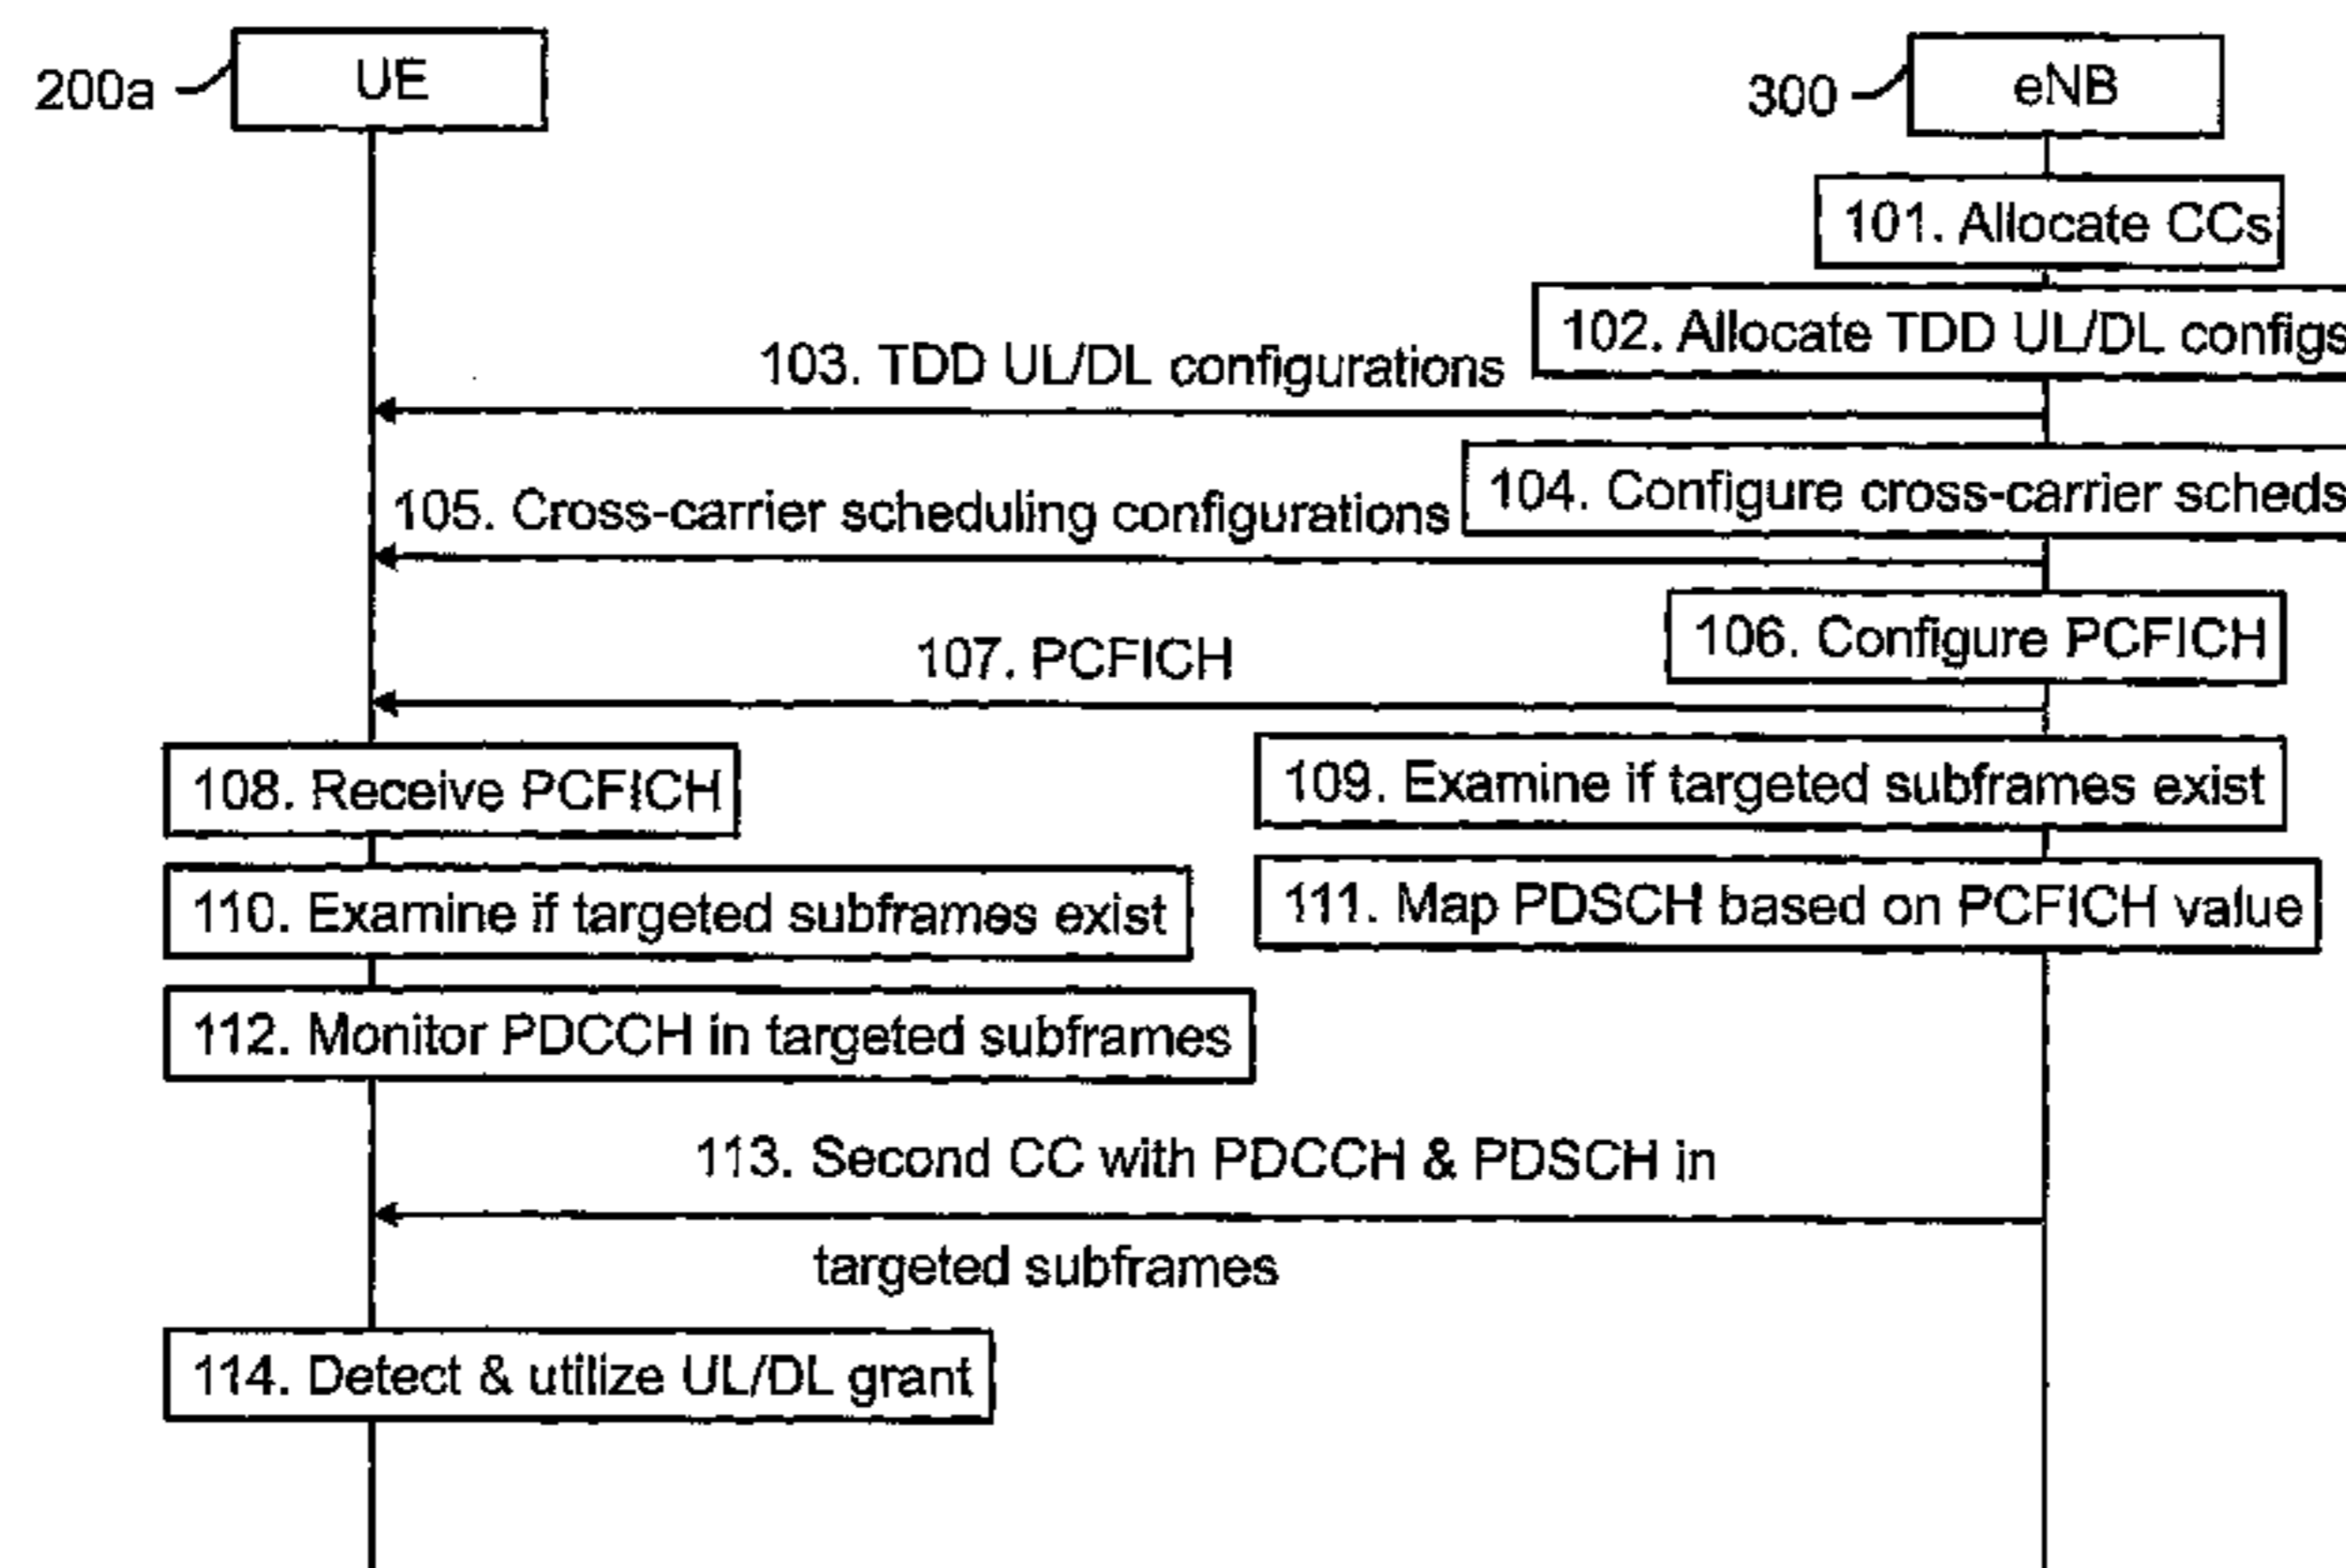 200a
UE
300
eNB
101. Allocate CCs
102. Allocate TDD UL/DL configs
103. TDD UL/DL configurations
104. Configure cross-carrier scheds
105. Cross-carrier scheduling configurations
106. Configure PCFICH
107. PCFICH
108. Receive PCFICH
109. Examine if targeted subframes exist
110. Examine if targeted subframes exist
111. Map PDSCH based on PCFICH value
112. Monitor PDCCH in targeted subframes
113. Second CC with PDCCH & PDSCH in
targeted subframes
114. Detect & utilize UL/DL grant